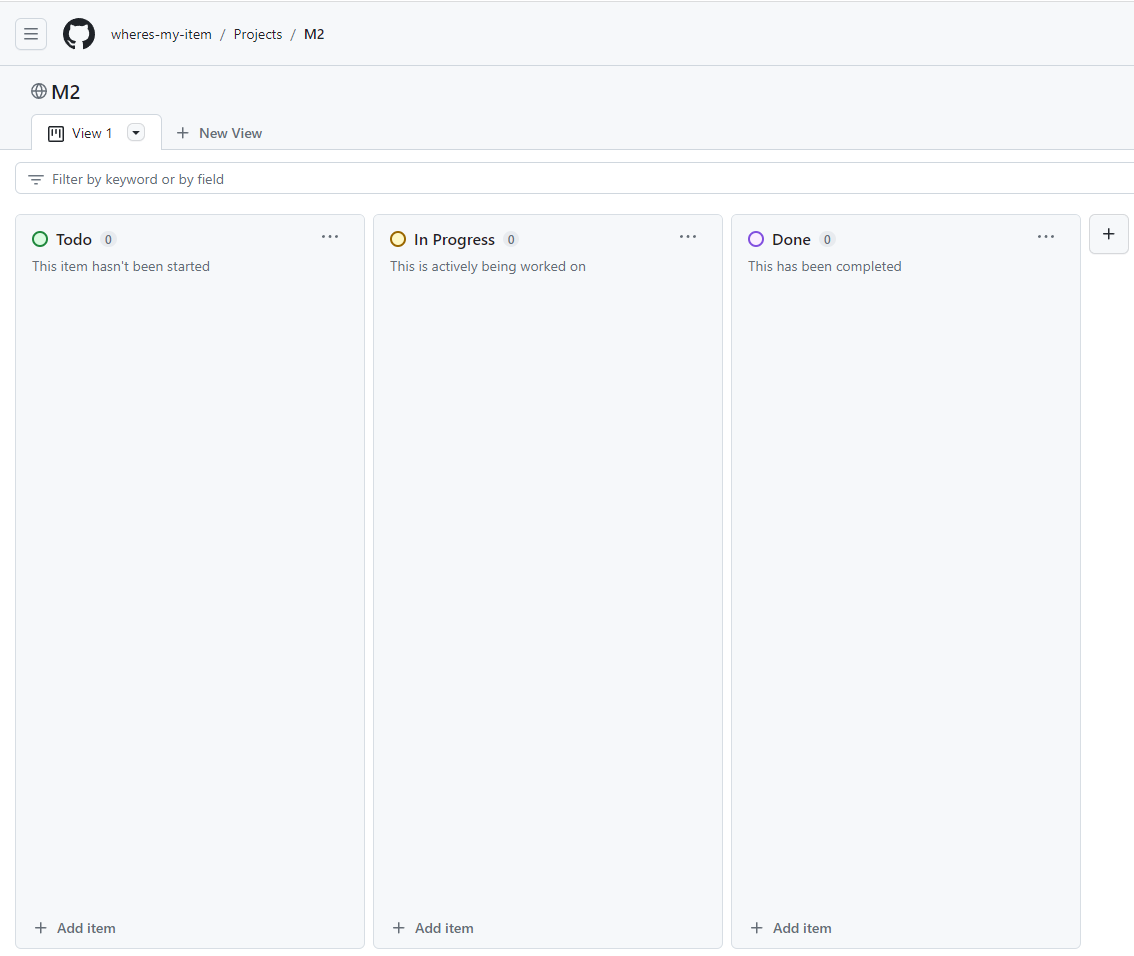 wheres-my-item / Projects / M2
M2
View 1 New View
Filter by keyword or by field
Todo 0
This item hasn't been started
Add item
In Progress 0
This is actively being worked on
Add item
Done 0
This has been completed
Add item